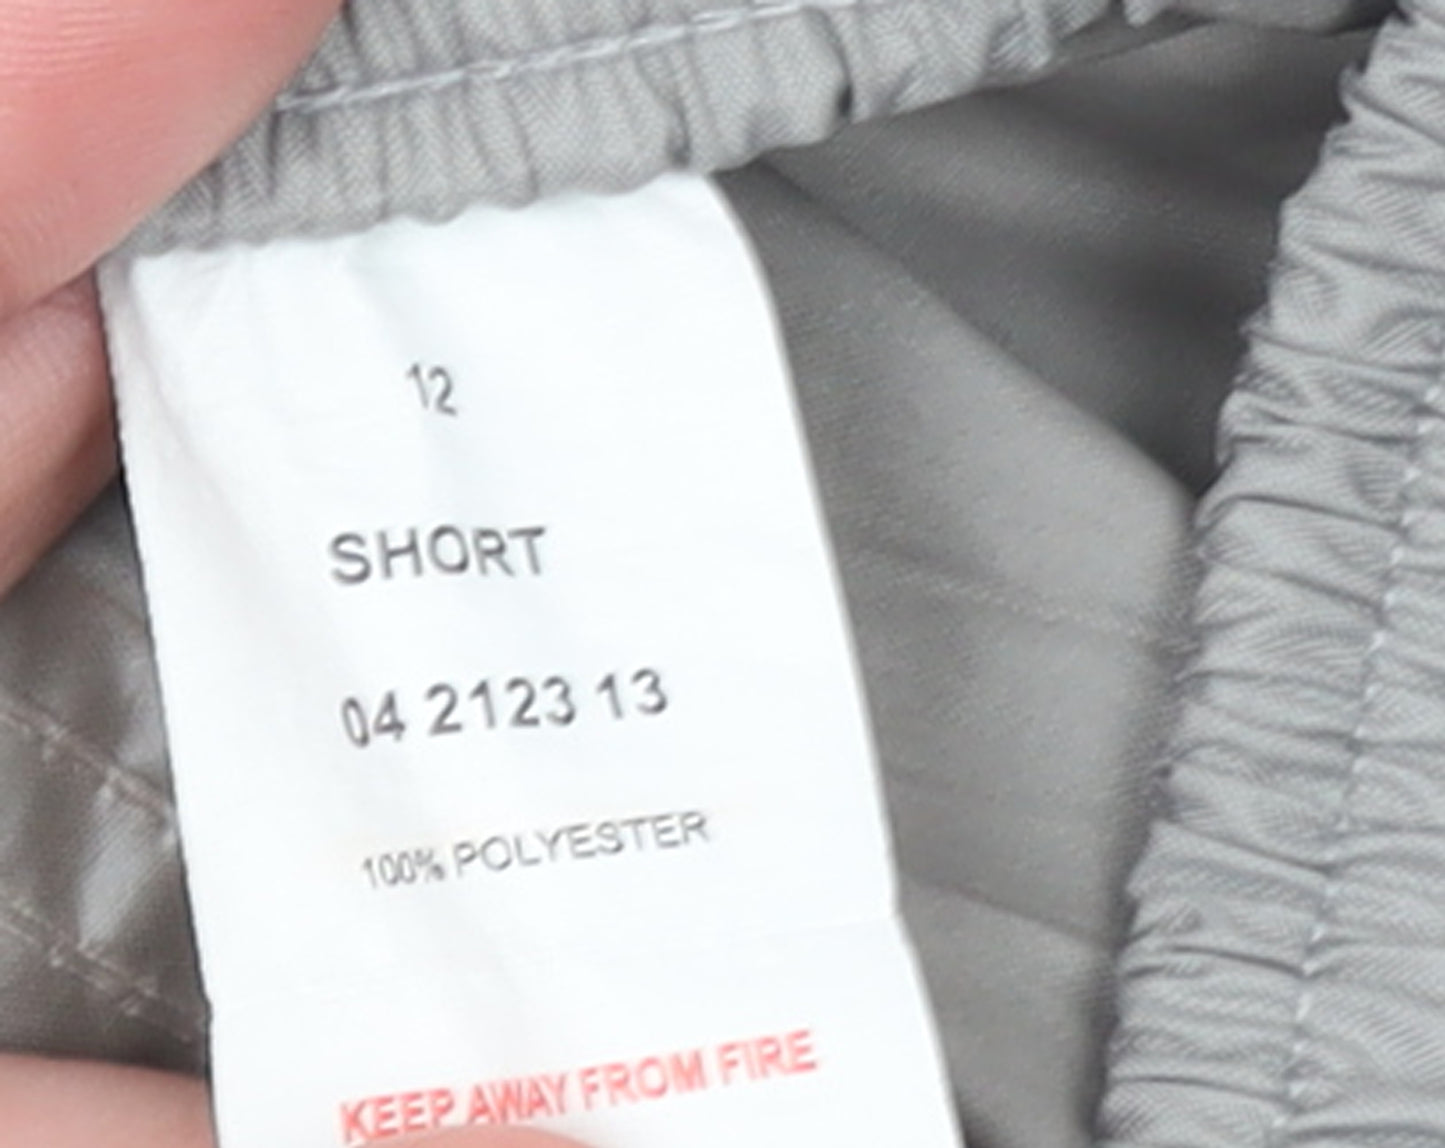 12
SHORT
04 2123 13
100% POLYESTER
KEEP AWAY FROM FIRE